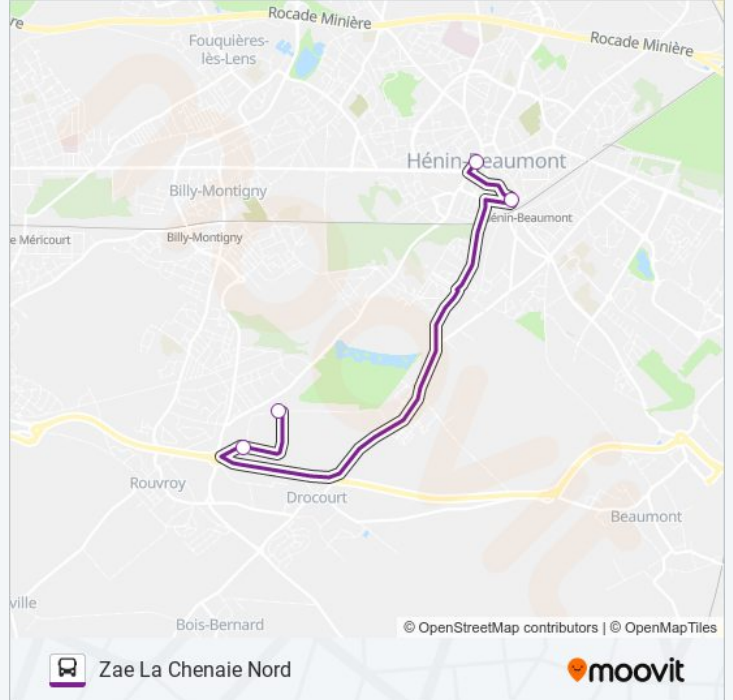 re
Rocade Minière
Fouquières-
lès-Lens
Rocade Minière
Hénin-Beaumont
Billy-Montigny
Hénin-Beaumont
e Méricourt
Billy-Montigny
Rouvroy
Drocourt
Beaumont
ville
Bois-Bernard
© OpenStreetMap contributors | © OpenMapTiles
Zae La Chenaie Nord
moovit